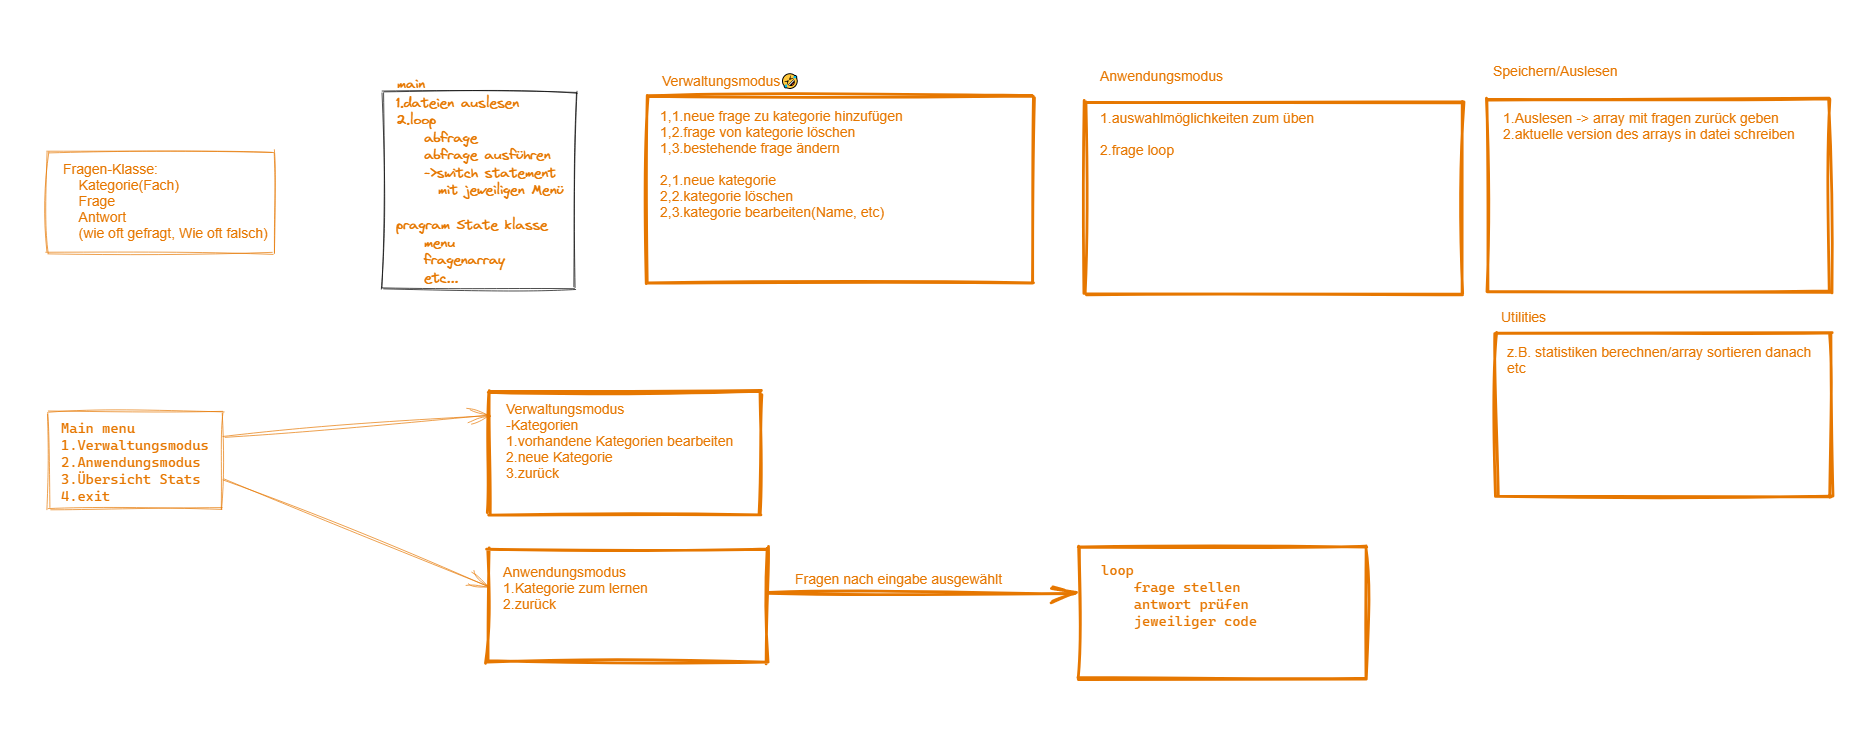 Fragen-Klasse:
Kategorie(Fach)
Frage
Antwort
(wie oft gefragt, Wie oft falsch)
main
1.dateien auslesen
2.loop
abfrage
abfrage ausführen
->switch statement
mit jeweiligen Menü
pragram State klasse
menu
fragenarray
etc...
Verwaltungsmodus🤣
1,1.neue frage zu kategorie hinzufügen
1,2.frage von kategorie löschen
1,3.bestehende frage ändern
2,1.neue kategorie
2,2.kategorie löschen
2,3.kategorie bearbeiten(Name, etc)
Anwendungsmodus
1.auswahlmöglichkeiten zum üben
2.frage loop
Speichern/Auslesen
1.Auslesen -> array mit fragen zurück geben
2.aktuelle version des arrays in datei schreiben
Utilities
z.B. statistiken berechnen/array sortieren danach
etc
Main menu
1.Verwaltungsmodus
2.Anwendungsmodus
3.Übersicht Stats
4.exit
Verwaltungsmodus
-Kategorien
1.vorhandene Kategorien bearbeiten
2.neue Kategorie
3.zurück
Anwendungsmodus
1.Kategorie zum lernen
2.zurück
Fragen nach eingabe ausgewählt
loop
frage stellen
antwort prüfen
jeweiliger code